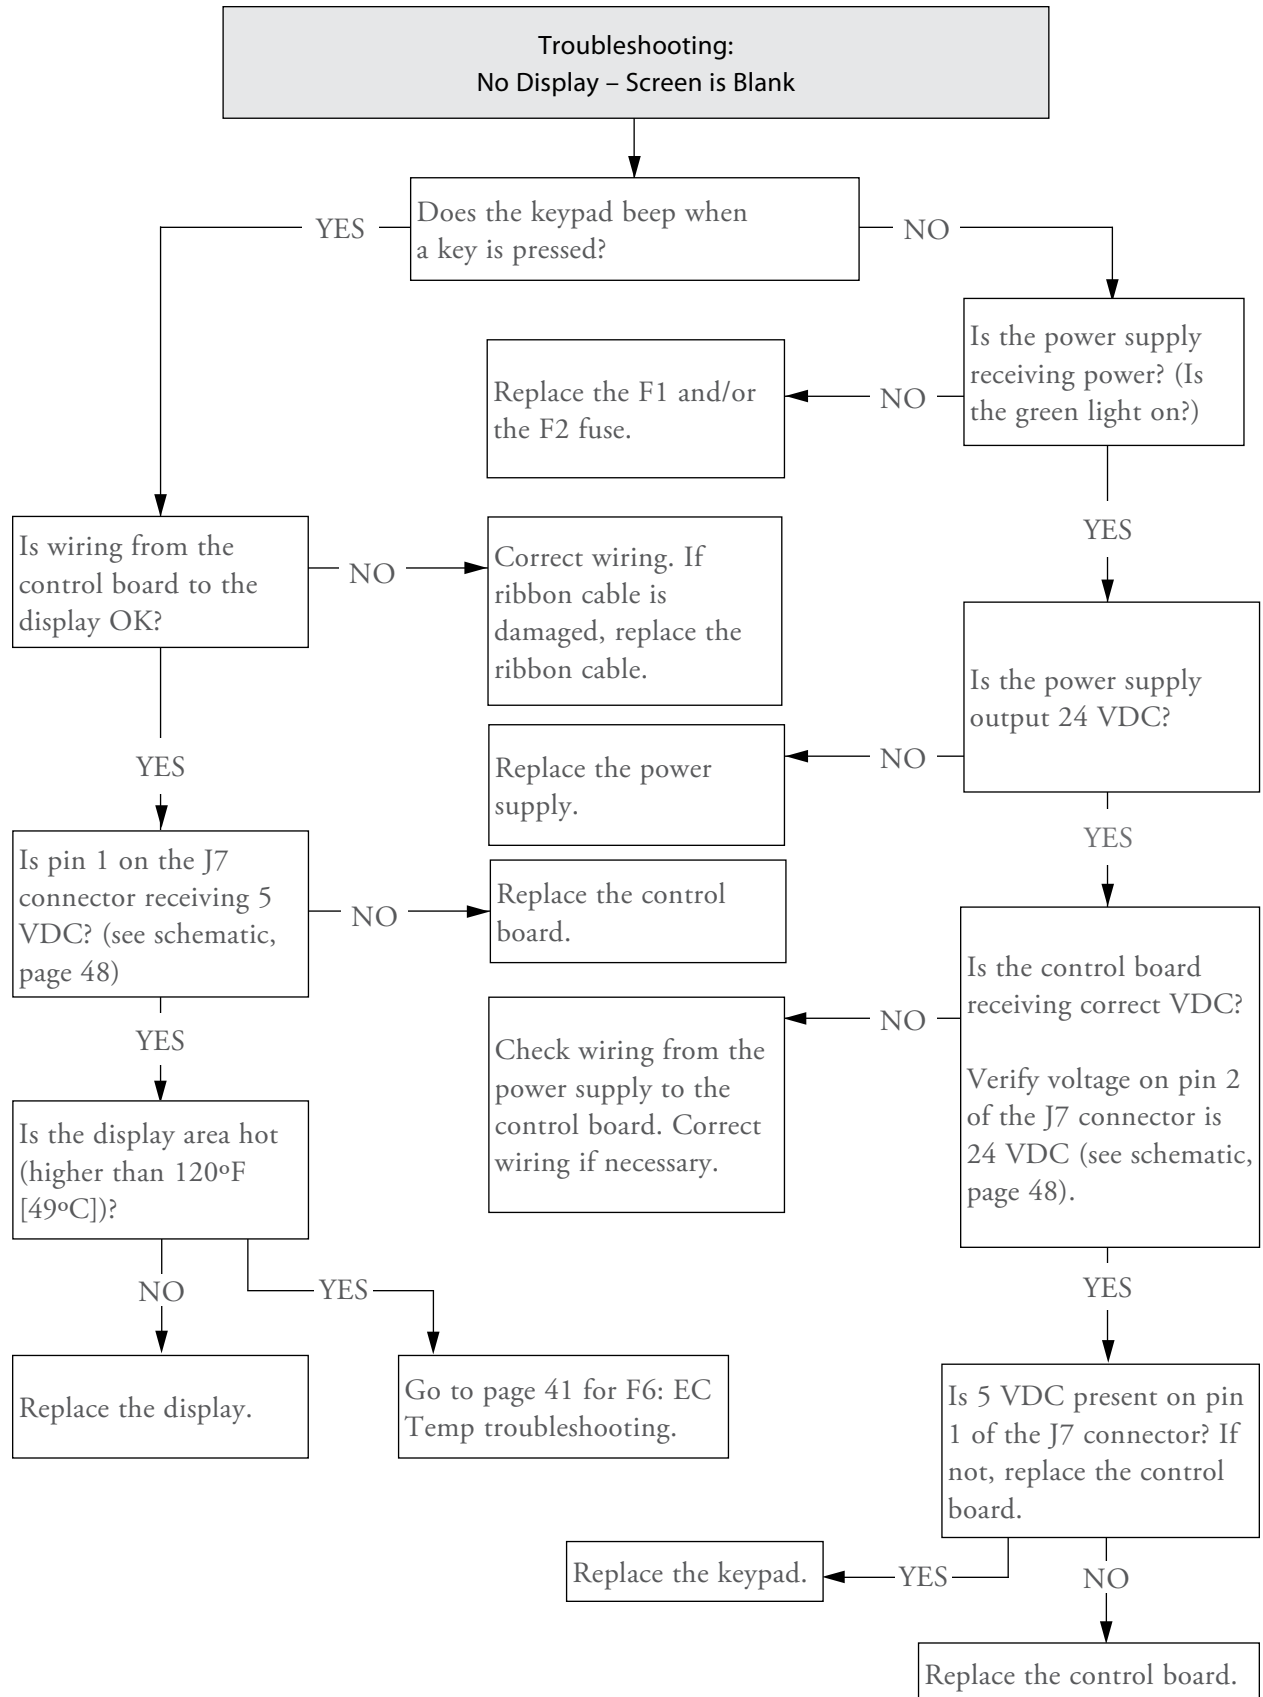 Troubleshooting:
No Display – Screen is Blank
Does the keypad beep when
a key is pressed?
YES
NO
Is the power supply
receiving power? (Is
the green light on?)
NO
Replace the F1 and/or
the F2 fuse.
YES
Is wiring from the
control board to the
display OK?
NO
Correct wiring. If
ribbon cable is
damaged, replace the
ribbon cable.
Is the power supply
output 24 VDC?
NO
Replace the power
supply.
YES
YES
Is pin 1 on the J7
connector receiving 5
VDC? (see schematic,
page 48)
NO
Replace the control
board.
Is the control board
receiving correct VDC?
Verify voltage on pin 2
of the J7 connector is
24 VDC (see schematic,
page 48).
NO
Check wiring from the
power supply to the
control board. Correct
wiring if necessary.
YES
Is the display area hot
(higher than 120ºF
[49ºC])?
NO
YES
YES
Replace the display.
Go to page 41 for F6: EC
Temp troubleshooting.
Is 5 VDC present on pin
1 of the J7 connector? If
not, replace the control
board.
Replace the keypad.
YES
NO
Replace the control board.